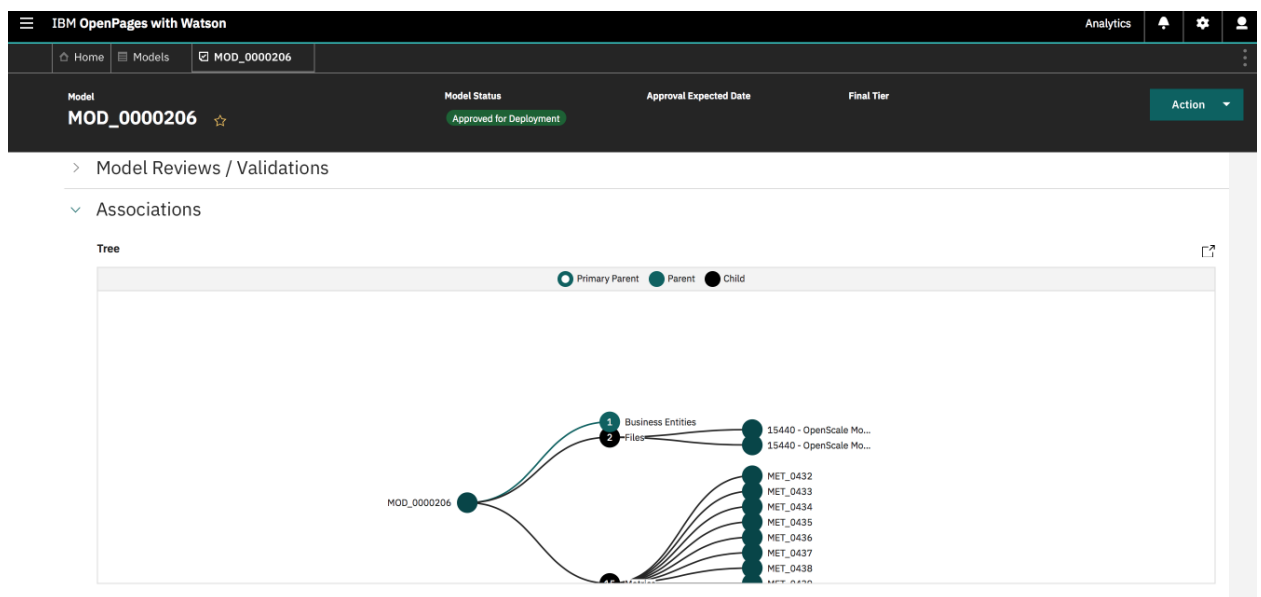 IBM OpenPages with Watson
Analytics
Home
Models
MOD_0000206
Model
MOD_0000206
Model Status
Approved for Deployment
Approval Expected Date
Final Tier
Action
Model Reviews / Validations
Associations
Tree
Primary Parent
Parent
Child
1
Business Entities
2
Files
15440 - OpenScale Mo...
15440 - OpenScale Mo...
MOD_0000206
MET_0432
MET_0433
MET_0434
MET_0435
MET_0436
MET_0437
MET_0438